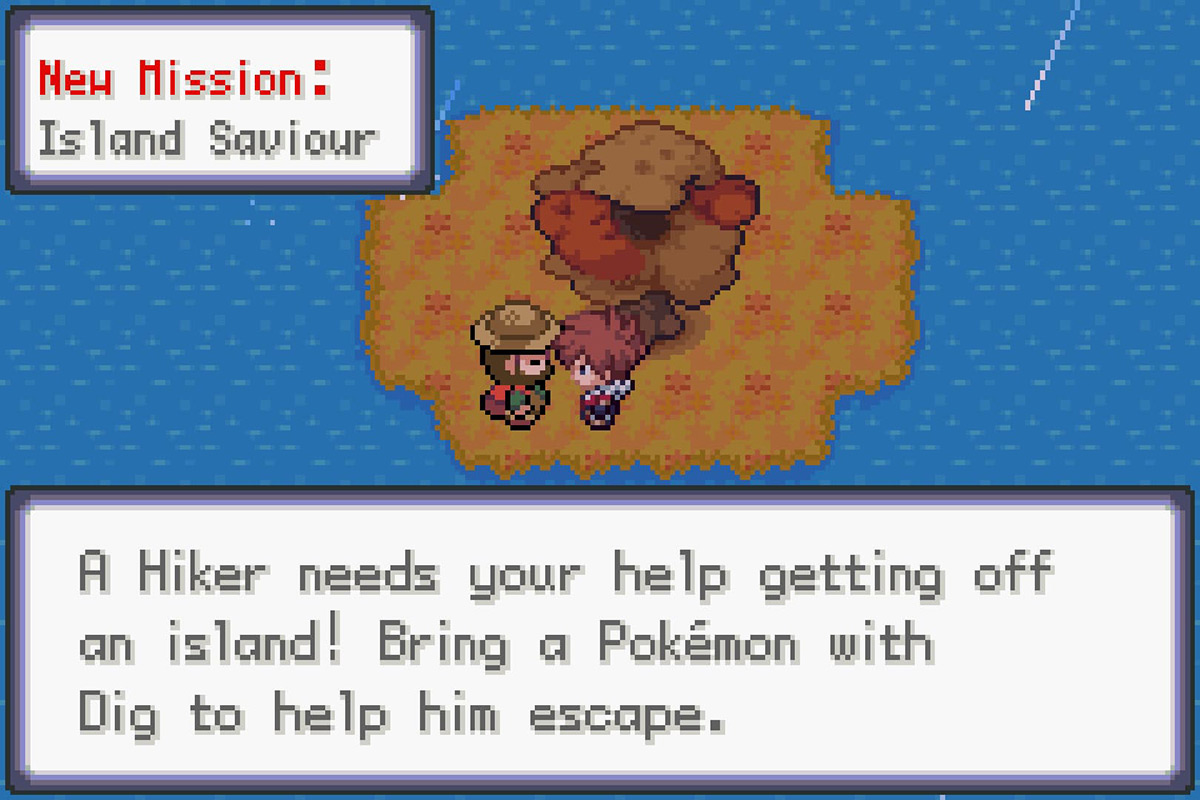 New Mission:
Island Saviour
A Hiker needs your help getting off
an island! Bring a Pokémon with
Dig to help him escape.